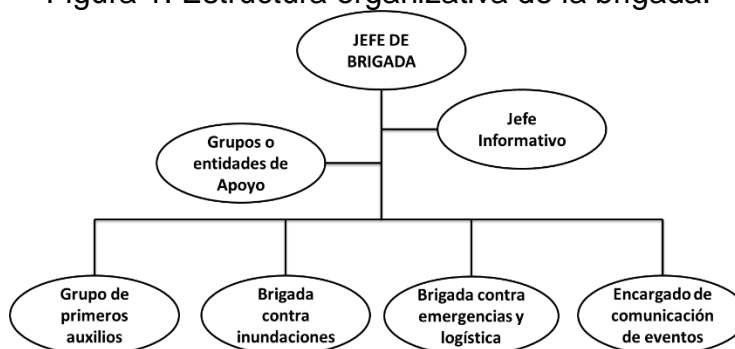 Figura 1. Estructura organizativa de la brigada.
JEFE DE
BRIGADA
Jefe
Informativo
Grupos o
entidades de
Apoyo
Grupo de
primeros
auxilios
Brigada
contra
inundaciones
Brigada contra
emergencias y
logística
Encargado de
comunicación
de eventos